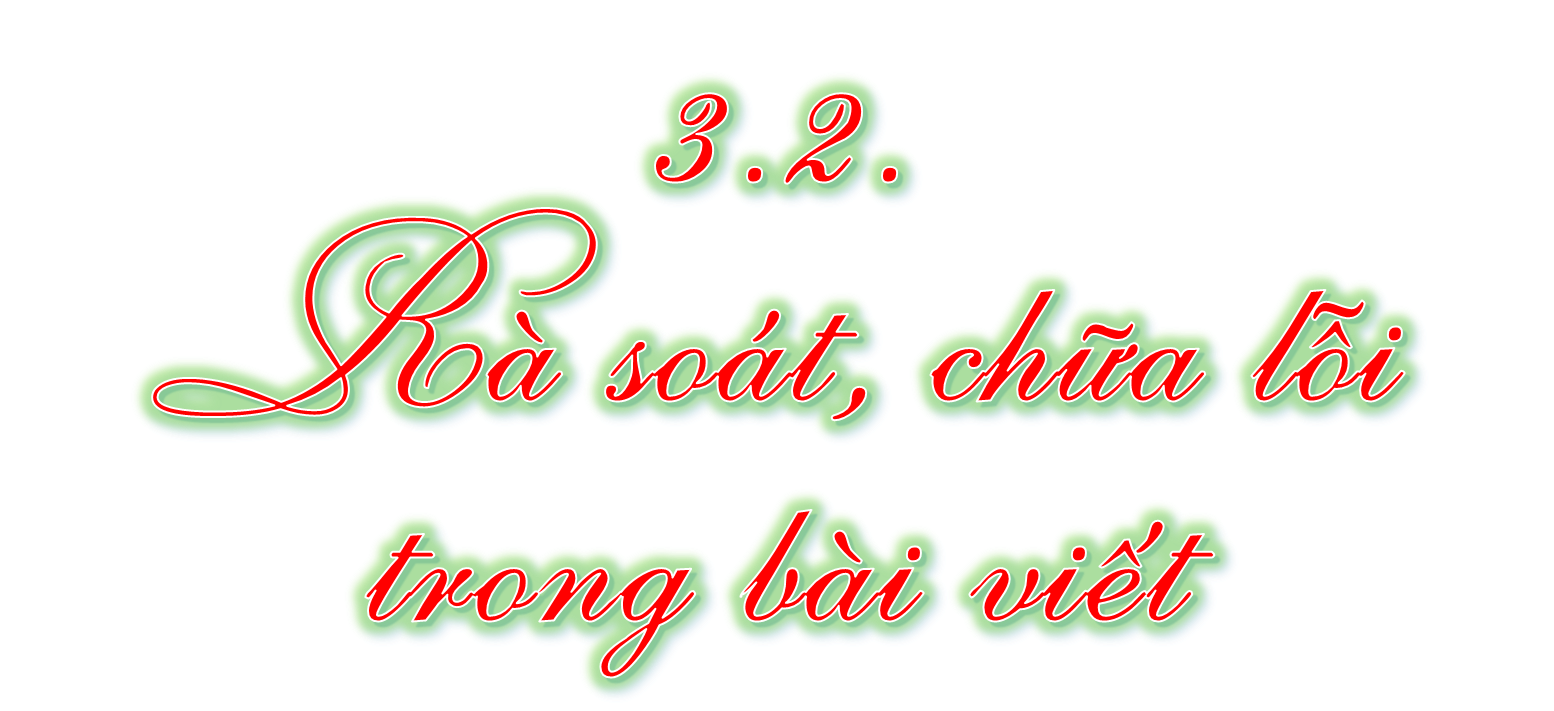 3.2.
Rà soát, chữa lỗi
trong bài viết